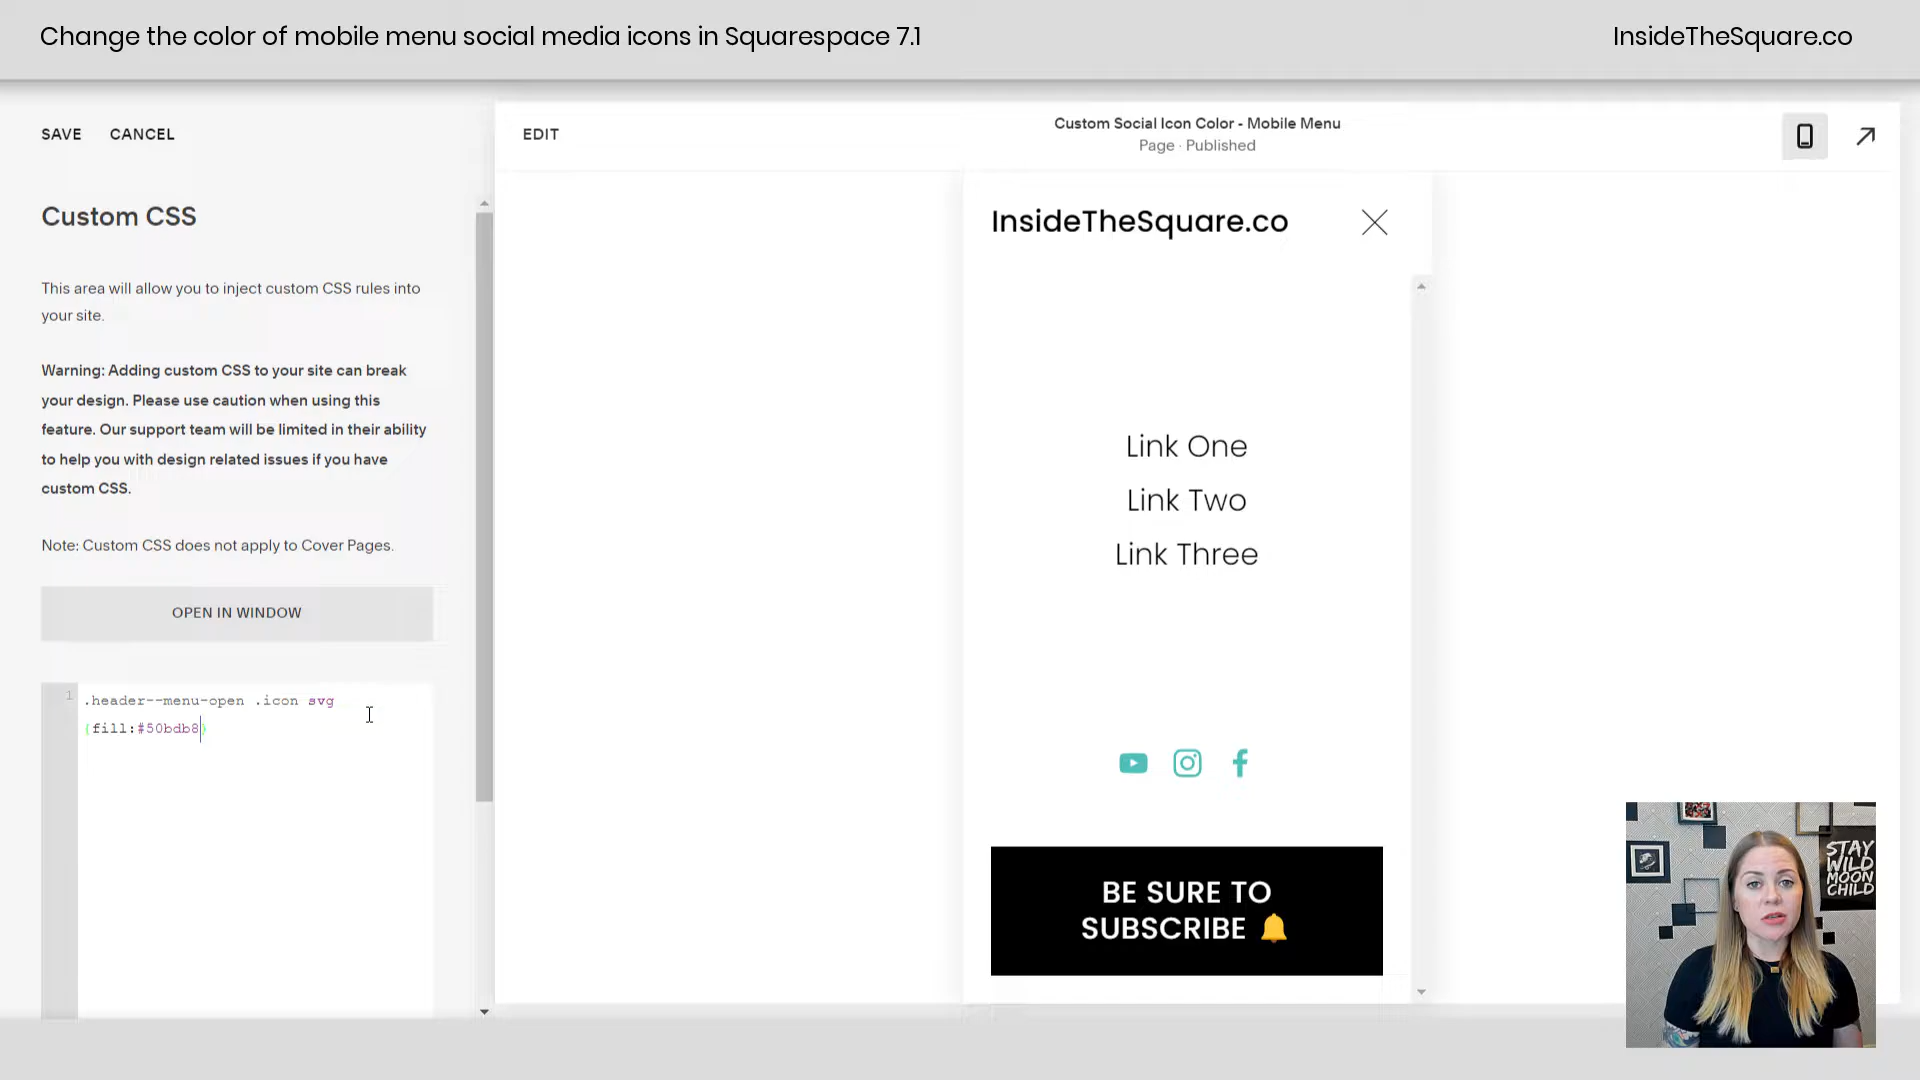 Change the color of mobile menu social media icons in Squarespace 7.1
InsideTheSquare.co
SAVE CANCEL
EDIT
Custom Social Icon Color - Mobile Menu
Page · Published
Custom CSS
This area will allow you to inject custom CSS rules into
your site.
Warning: Adding custom CSS to your site can break
your design. Please use caution when using this
feature. Our support team will be limited in their ability
to help you with design related issues if you have
custom CSS.
Note: Custom CSS does not apply to Cover Pages.
OPEN IN WINDOW
1
.header--menu-open .icon svg
{fill:#50bdb8}
InsideTheSquare.co
Link One
Link Two
Link Three
BE SURE TO
SUBSCRIBE 🔔
STAY
WILD
MOON
CHILD